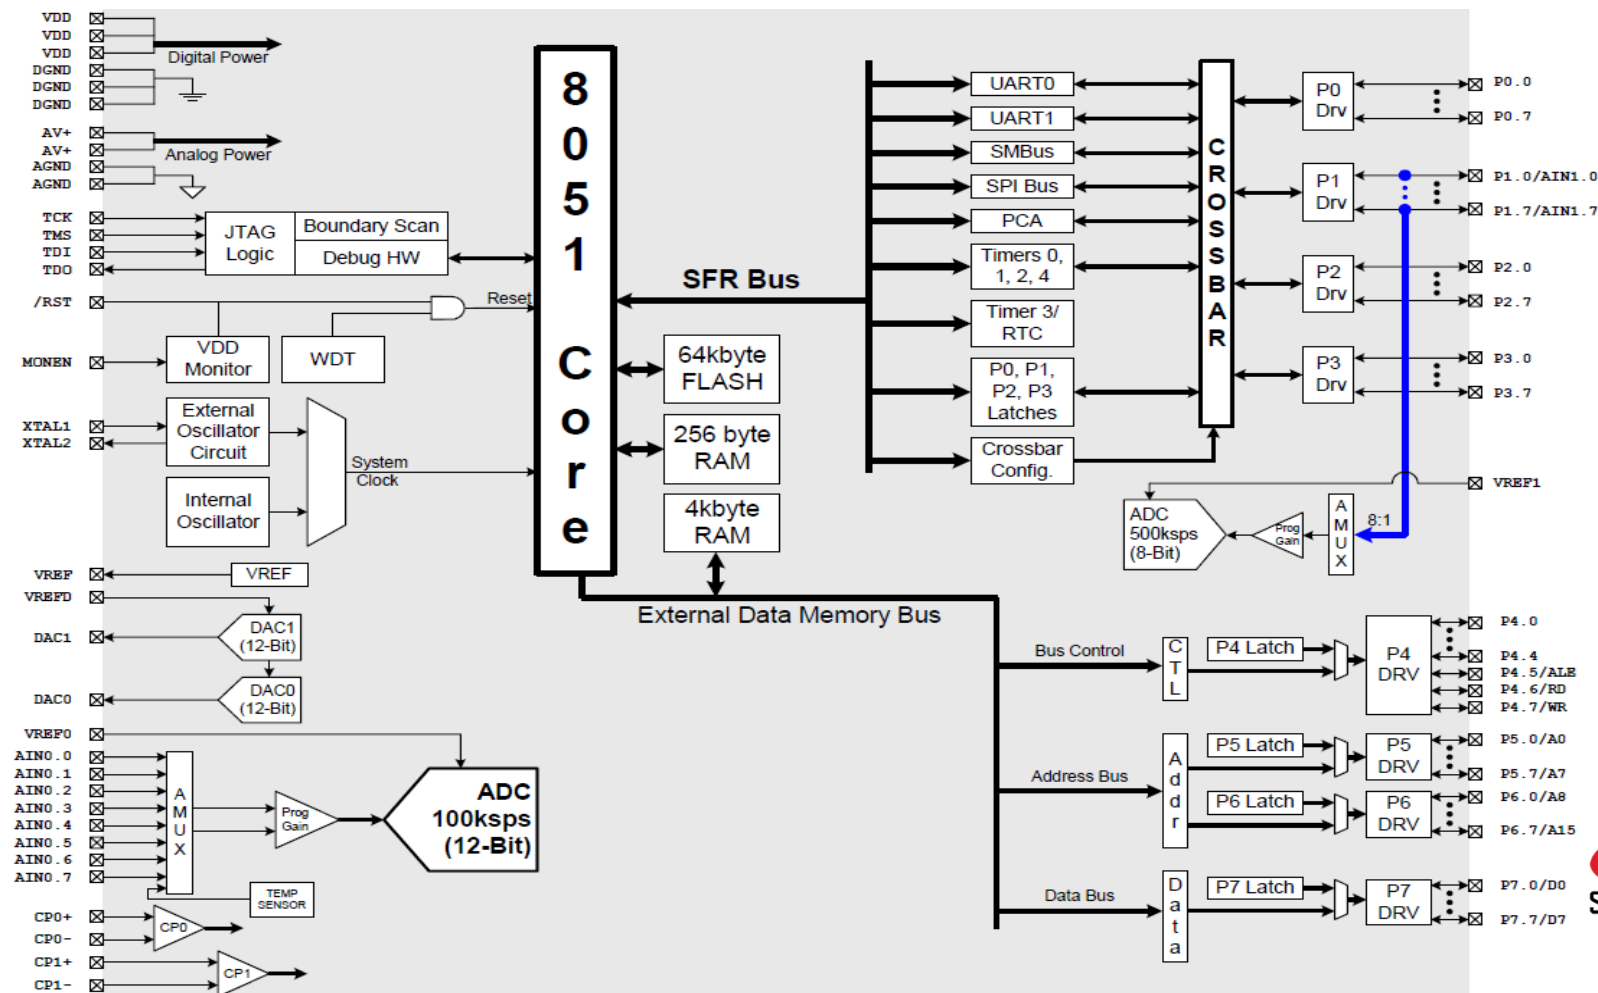 VDD
VDD
VDD
DGND
DGND
DGND
Digital Power
AV+
AV+
AGND
AGND
Analog Power
TCK
TMS
TDI
TDO
JTAG
Logic
Boundary Scan
Debug HW
/RST
Reset
MONEN
VDD
Monitor
WDT
XTAL1
XTAL2
External
Oscillator
Circuit
Internal
Oscillator
System
Clock
VREF
VREF
VREFD
DAC1
DAC1
(12-Bit)
DAC0
DAC0
(12-Bit)
VREF0
AIN0.0
AIN0.1
AIN0.2
AIN0.3
AIN0.4
AIN0.5
AIN0.6
AIN0.7
AMUX
Prog
Gain
ADC
100ksps
(12-Bit)
TEMP
SENSOR
CP0+
CP0-
CP0
CP1+
CP1-
CP1
8051 Core
SFR Bus
64kbyte
FLASH
256 byte
RAM
4kbyte
RAM
External Data Memory Bus
UART0
UART1
SMBus
SPI Bus
PCA
Timers 0,
1, 2, 4
Timer 3/
RTC
P0, P1,
P2, P3
Latches
Crossbar
Config.
CROSSBAR
P0
Drv
P1
Drv
P2
Drv
P3
Drv
P0.0
P0.7
P1.0/AIN1.0
P1.7/AIN1.7
P2.0
P2.7
P3.0
P3.7
VREF1
ADC
500ksps
(8-Bit)
Prog
Gain
AMUX
8:1
Bus Control
CTL
P4 Latch
P4
DRV
P4.0
P4.4
P4.5/ALE
P4.6/RD
P4.7/WR
Address Bus
Addr
P5 Latch
P5
DRV
P5.0/A0
P5.7/A7
P6 Latch
P6
DRV
P6.0/A8
P6.7/A15
Data Bus
Data
P7 Latch
P7
DRV
P7.0/D0
P7.7/D7